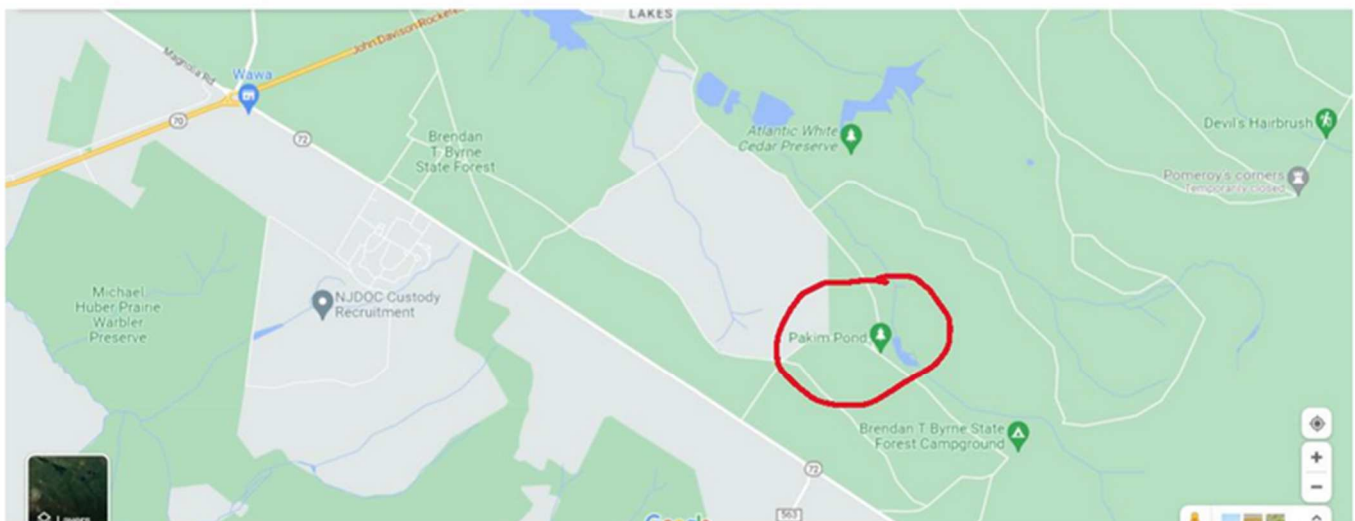 LAKES
John Davison Rockef
Magnolia Rd
Wawa
70
72
Brendan
T. Byrne
State Forest
Atlantic White
Cedar Preserve
Devil's Hairbrush
Pomeroy's corners
Temporarily closed
Michael
Huber Prairie
Warbler
Preserve
NJDOC Custody
Recruitment
Pakim Pond
Brendan T Byrne State
Forest Campground
72
563
Layers
Google